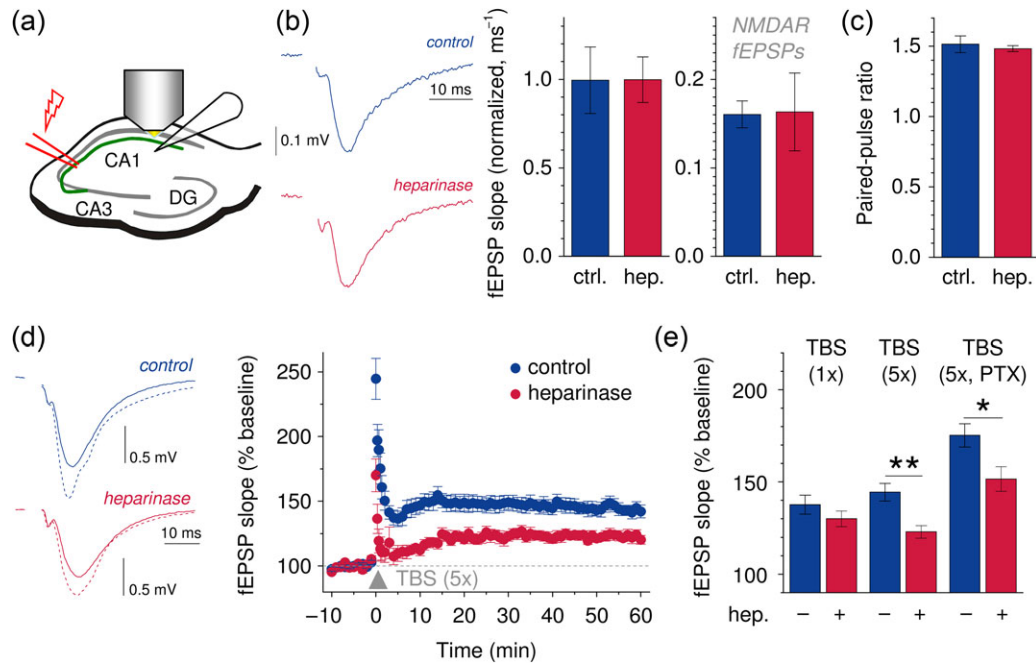 (a)
CA1
CA3
DG
(b)
control
10 ms
0.1 mV
heparinase
fEPSP slope (normalized, ms⁻¹)
1.0
0.5
0.0
ctrl. hep.
NMDAR
fEPSPs
0.2
0.1
0.0
ctrl. hep.
(c)
Paired-pulse ratio
1.5
1.0
0.5
0.0
ctrl. hep.
(d)
control
0.5 mV
heparinase
10 ms
0.5 mV
fEPSP slope (% baseline)
250
200
150
100
control
heparinase
TBS (5x)
−10 0 10 20 30 40 50 60
Time (min)
(e)
TBS
(1x)
TBS
(5x)
TBS
(5x, PTX)
fEPSP slope (% baseline)
200
150
100
**
*
hep. − + − + − +